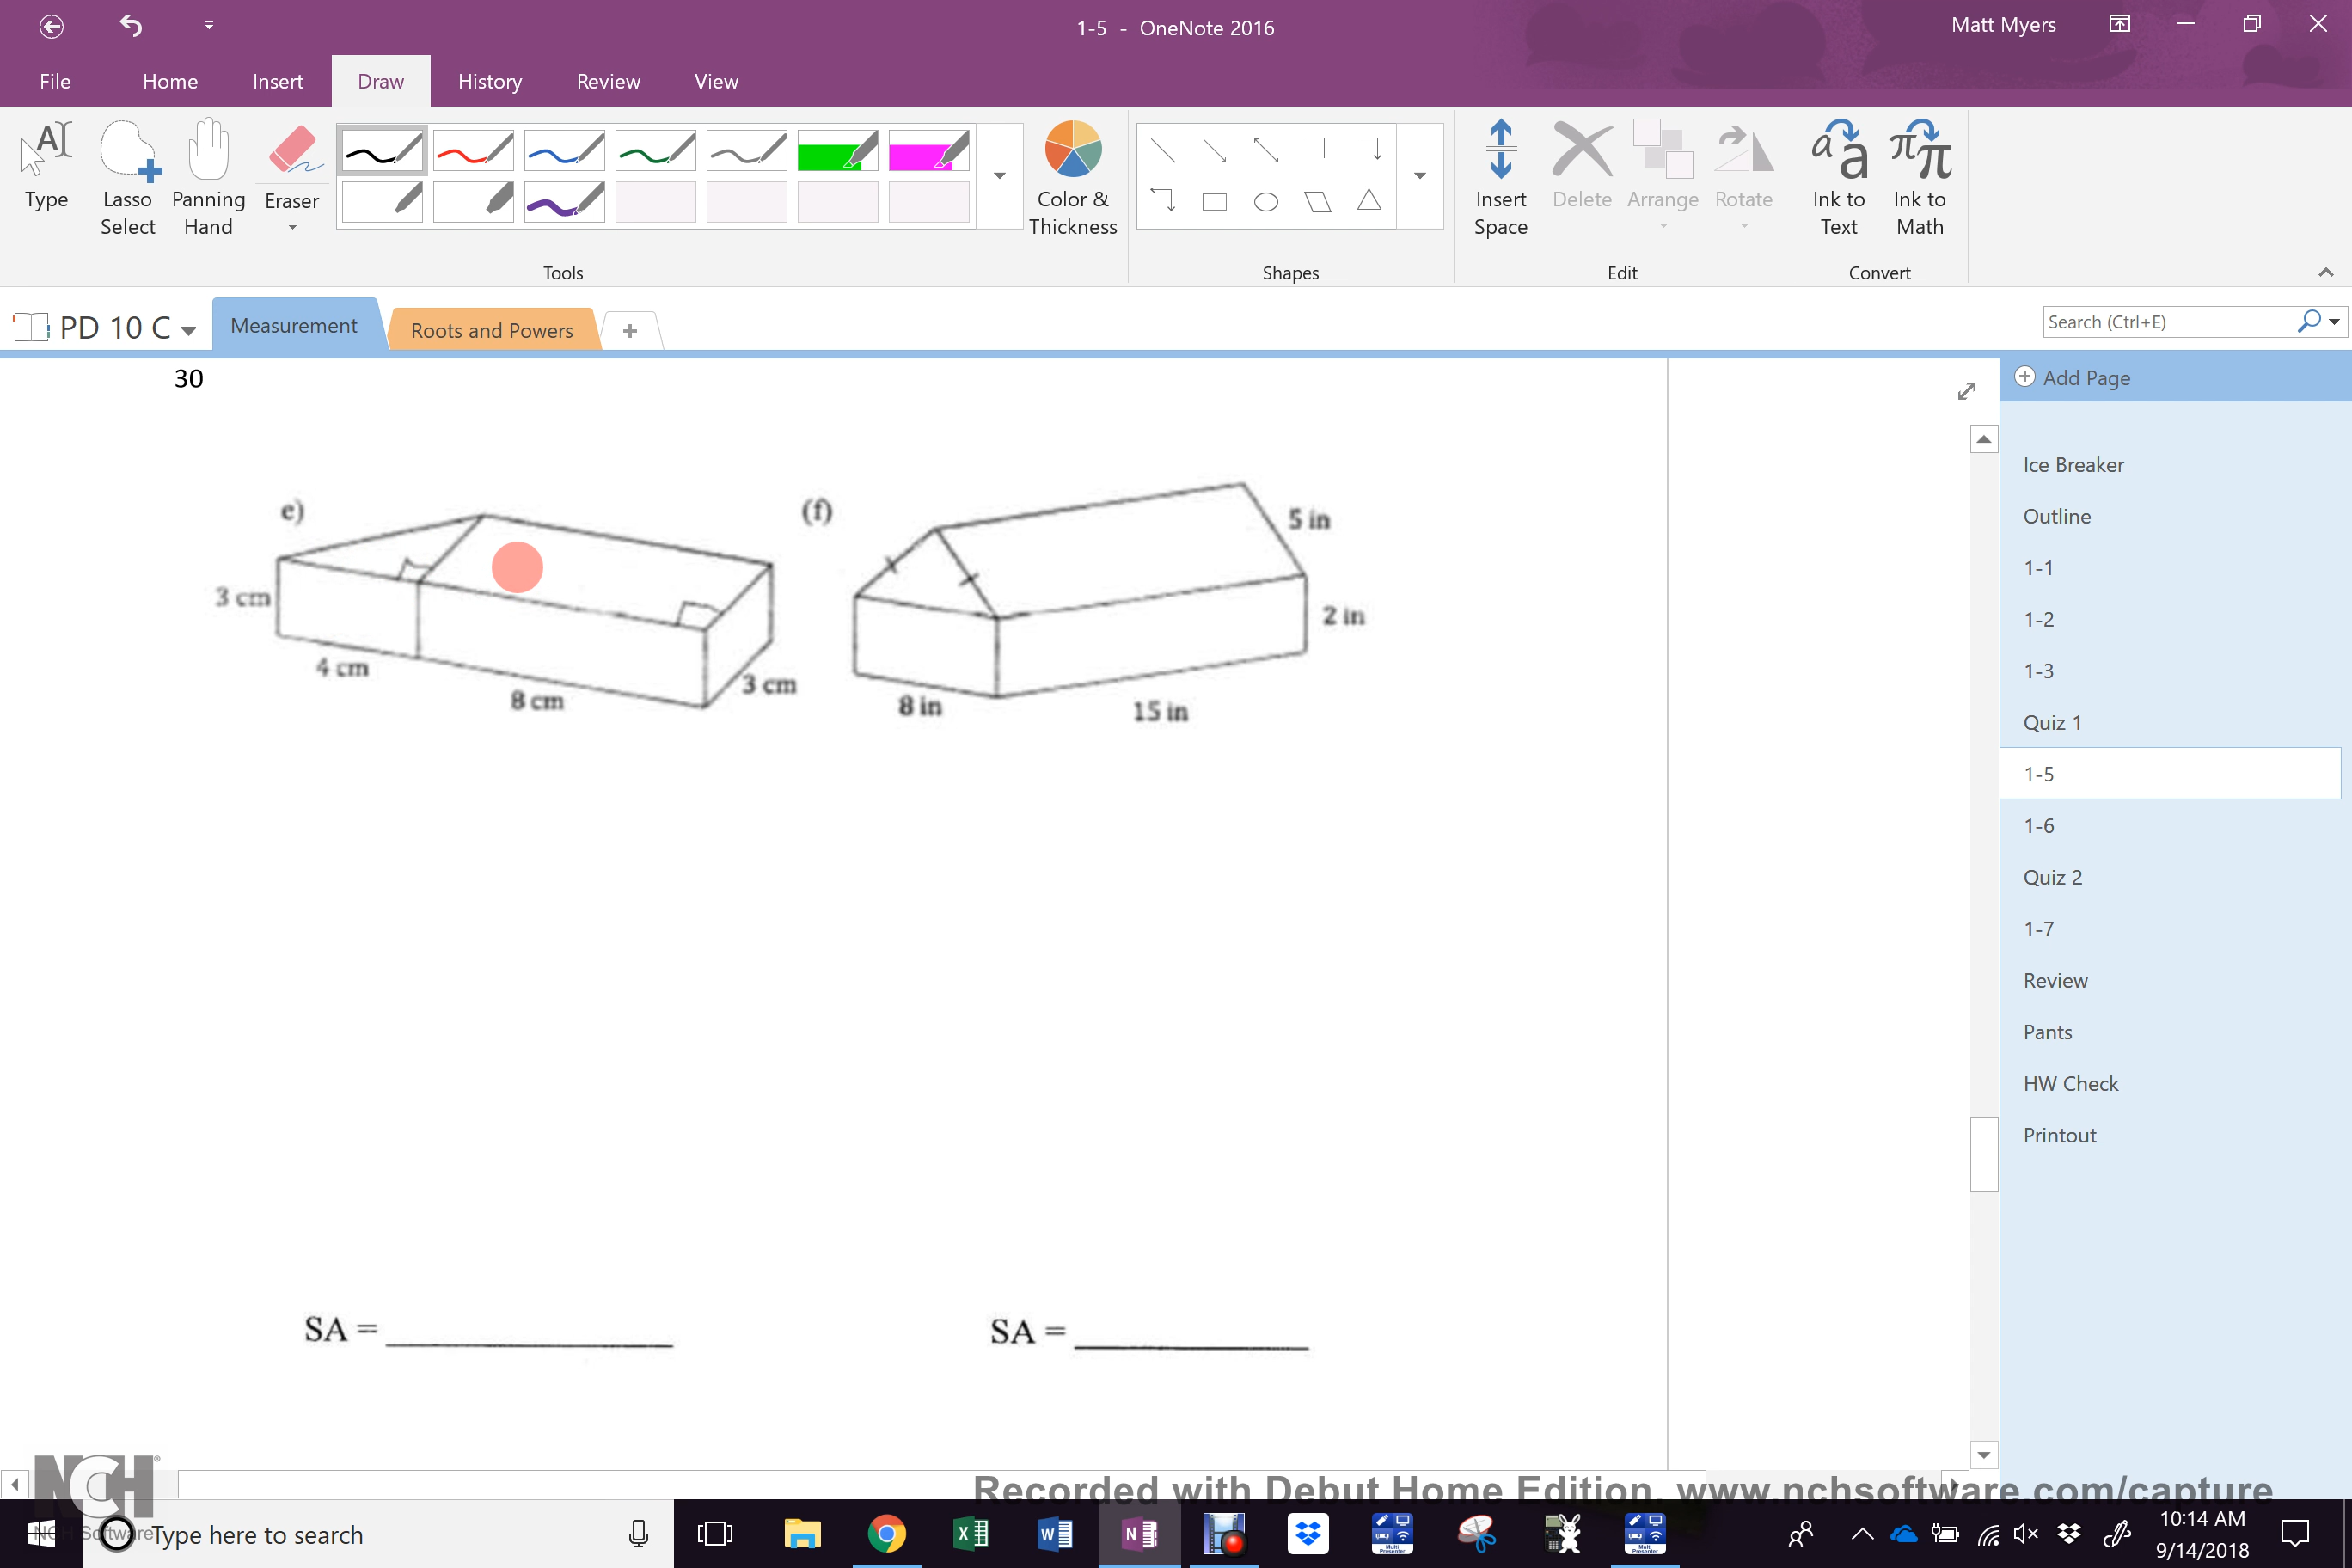 1-5 - OneNote 2016
Matt Myers
File
Home
Insert
Draw
History
Review
View
Type
Lasso
Select
Panning
Hand
Eraser
Color &
Thickness
Insert
Space
Delete
Arrange
Rotate
Ink to
Text
Ink to
Math
Tools
Shapes
Edit
Convert
PD 10 C
Measurement
Roots and Powers
Search (Ctrl+E)
30
Add Page
Ice Breaker
Outline
1-1
1-2
1-3
Quiz 1
1-5
1-6
Quiz 2
1-7
Review
Pants
HW Check
Printout
e)
3 cm
4 cm
8 cm
3 cm
(f)
5 in
2 in
8 in
15 in
SA =
SA =
NCH
NCH Software
Recorded with Debut Home Edition. www.nchsoftware.com/capture
Type here to search
10:14 AM
9/14/2018